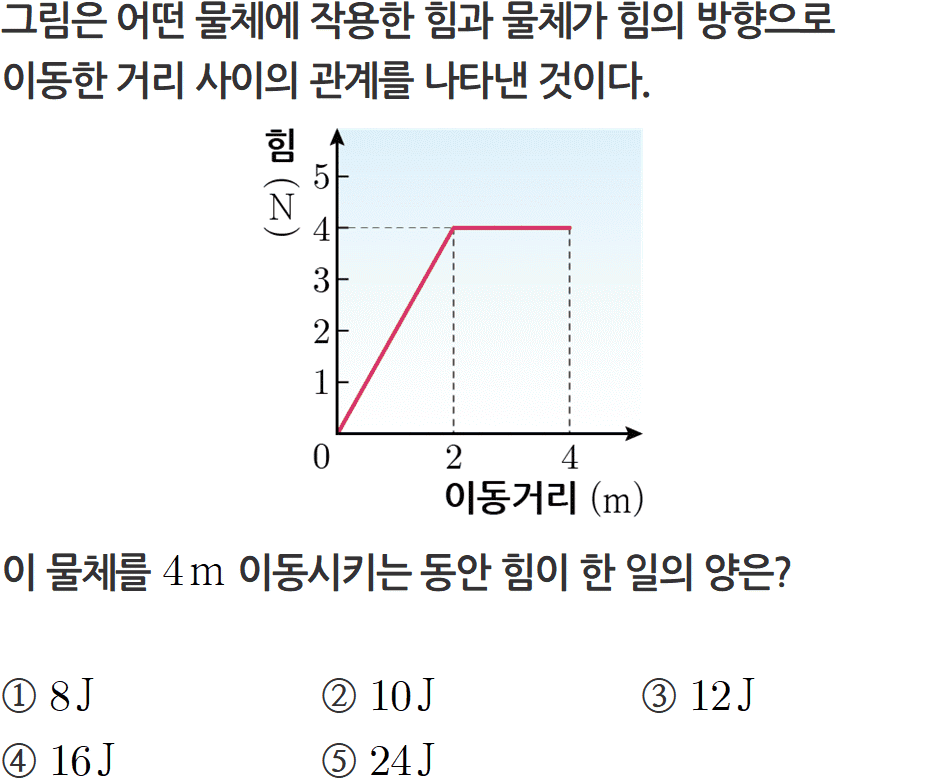 그림은 어떤 물체에 작용한 힘과 물체가 힘의 방향으로
이동한 거리 사이의 관계를 나타낸 것이다.
힘
(N)
5
4
3
2
1
0 2 4
이동거리 (m)
이 물체를 4m 이동시키는 동안 힘이 한 일의 양은?
① 8J ② 10J ③ 12J
④ 16J ⑤ 24J